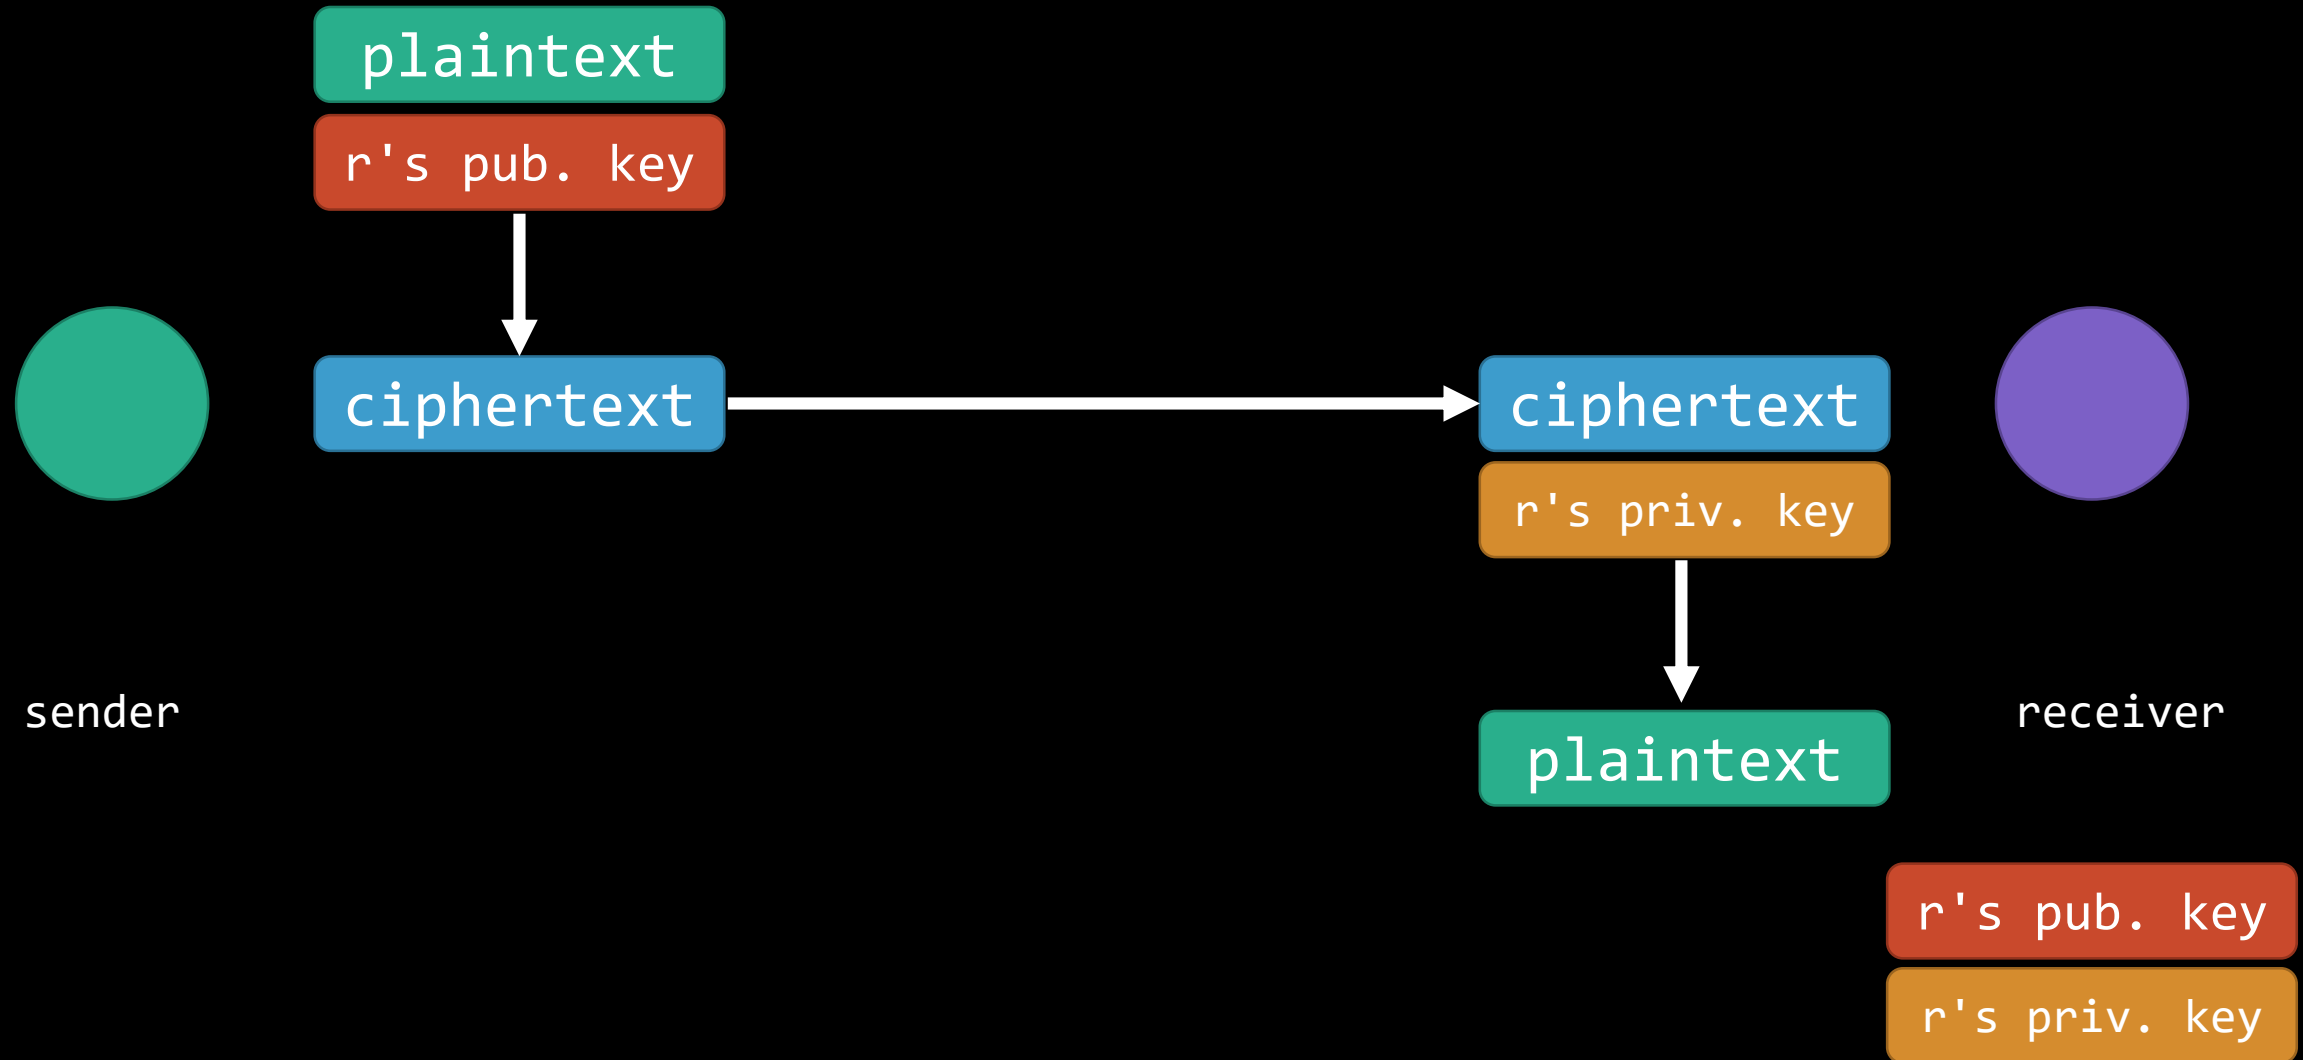 plaintext
r's pub. key
ciphertext
ciphertext
r's priv. key
sender
receiver
plaintext
r's pub. key
r's priv. key